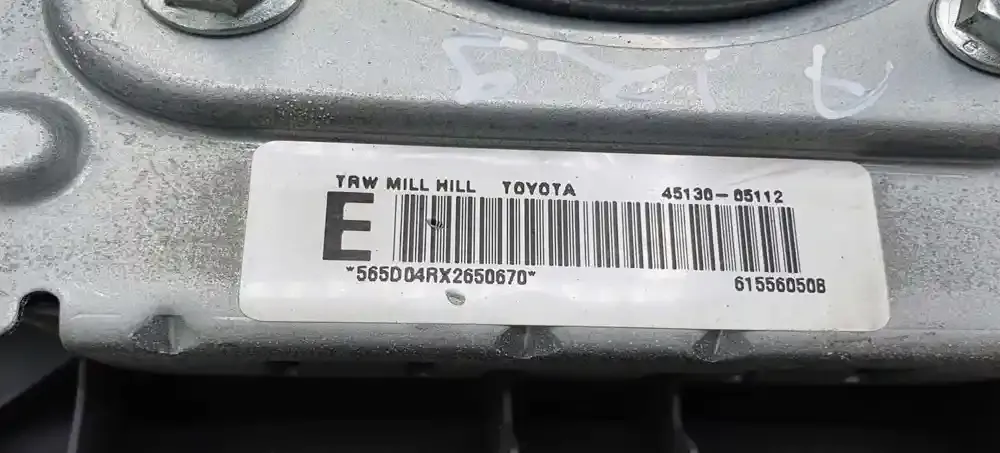 TRW MILL HILL TOYOTA 45130-05112
E
*565D04RX2650670* 61556050B